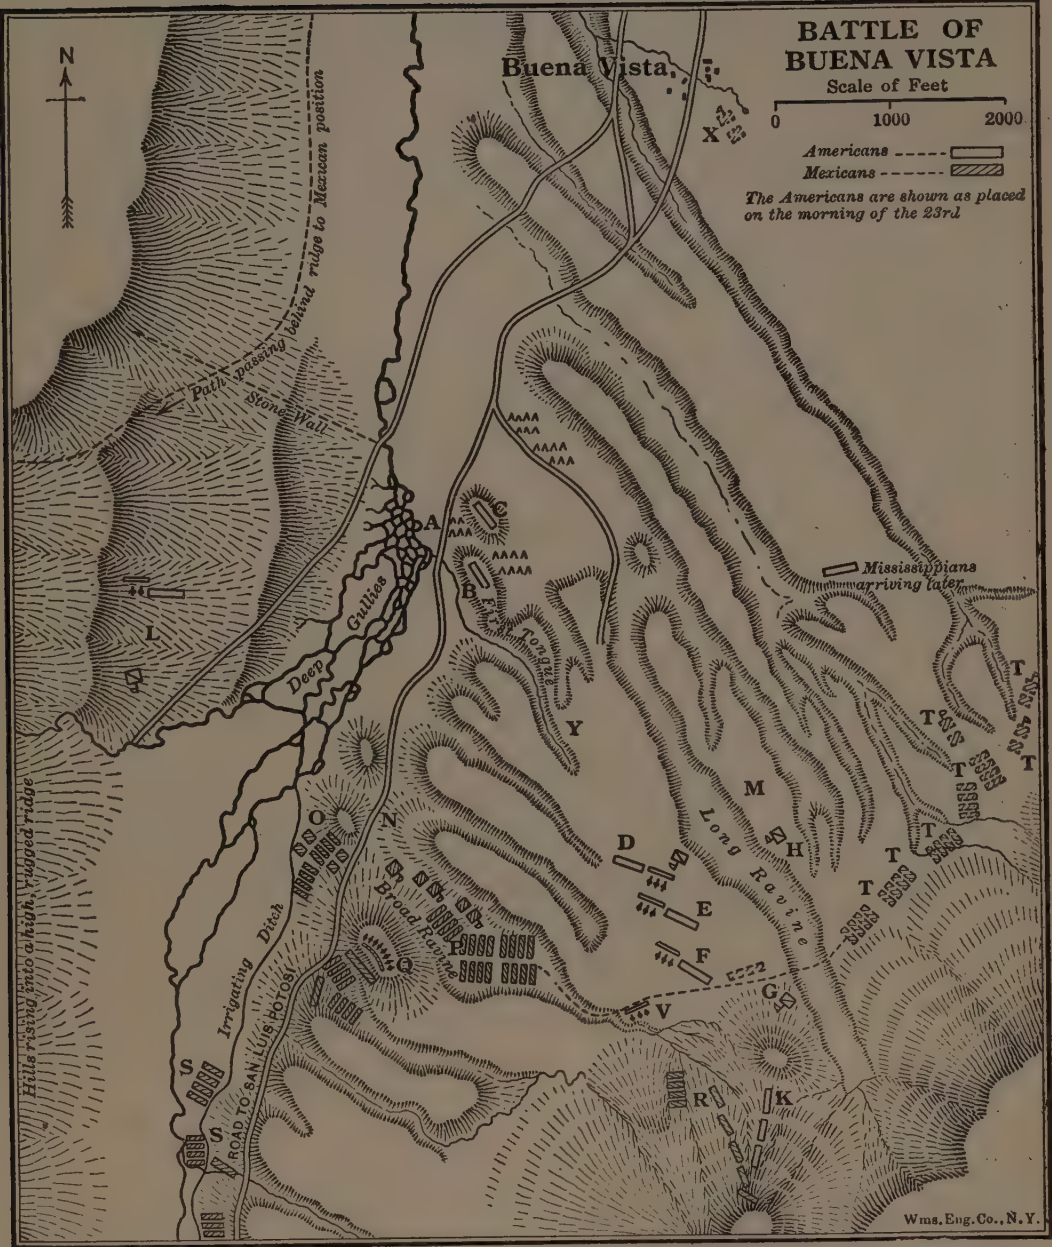 BATTLE OF
BUENA VISTA
Scale of Feet
0 1000 2000
Americans
Mexicans
The Americans are shown as placed
on the morning of the 23rd
N
Buena Vista
X
Path passing behind ridge to Mexican position
Stone Wall
A
C
B
Fir
Tongue
Deep Gullies
L
Y
Mississippians
arriving later
T
T
T
T
T
T
T
M
Long Ravine
H
D
E
F
G
V
N
O
Broad Ravine
P
Q
Irrigating Ditch
ROAD TO SAN LUIS POTOSI
S
S
R
K
Hills rising into a high, rugged ridge
Wms. Eng. Co., N.Y.